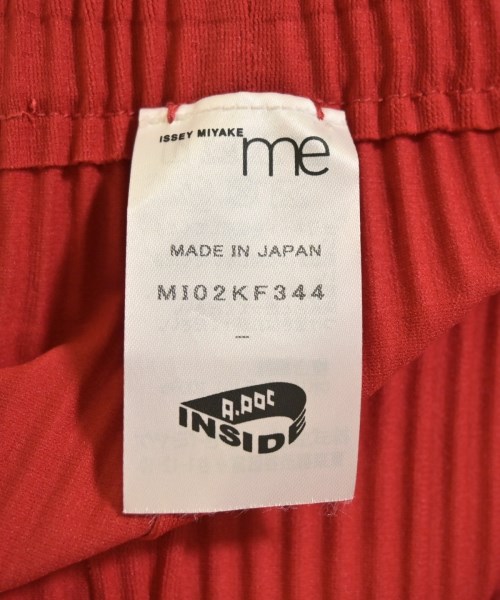 ISSEY MIYAKE
me
MADE IN JAPAN
MI02KF344
A-POC
INSIDE